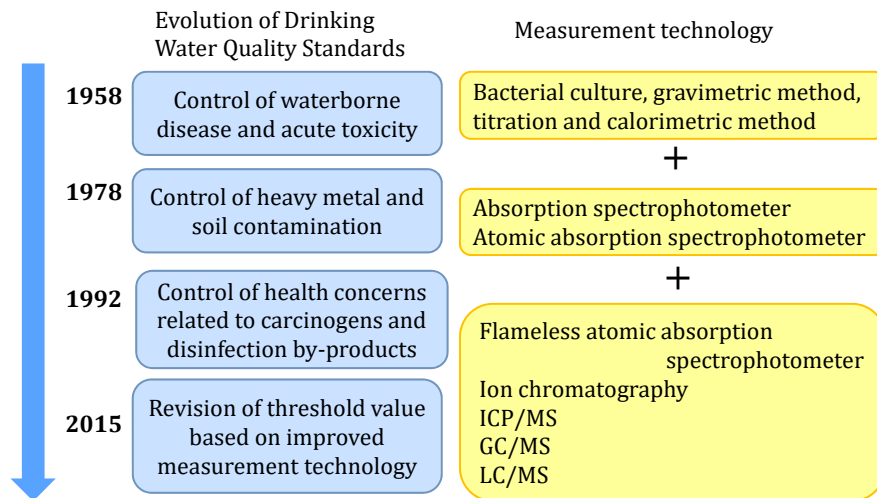 Evolution of Drinking
Water Quality Standards
Measurement technology
1958
Control of waterborne
disease and acute toxicity
Bacterial culture, gravimetric method,
titration and calorimetric method
+
1978
Control of heavy metal and
soil contamination
Absorption spectrophotometer
Atomic absorption spectrophotometer
+
1992
Control of health concerns
related to carcinogens and
disinfection by-products
Flameless atomic absorption
spectrophotometer
Ion chromatography
ICP/MS
GC/MS
LC/MS
2015
Revision of threshold value
based on improved
measurement technology